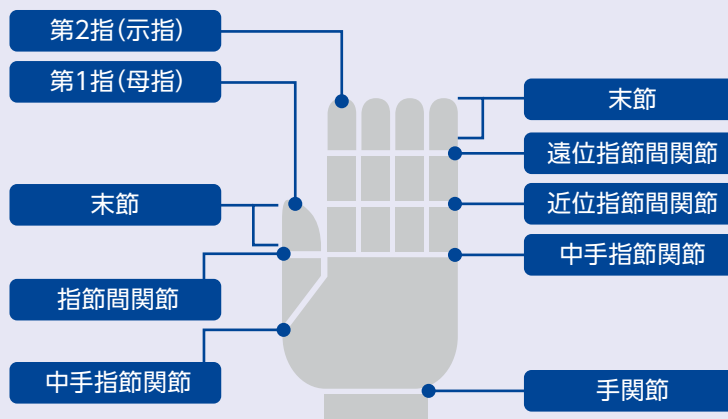 第2指(示指)
第1指(母指)
末節
指節間関節
中手指節関節
末節
遠位指節間関節
近位指節間関節
中手指節関節
手関節